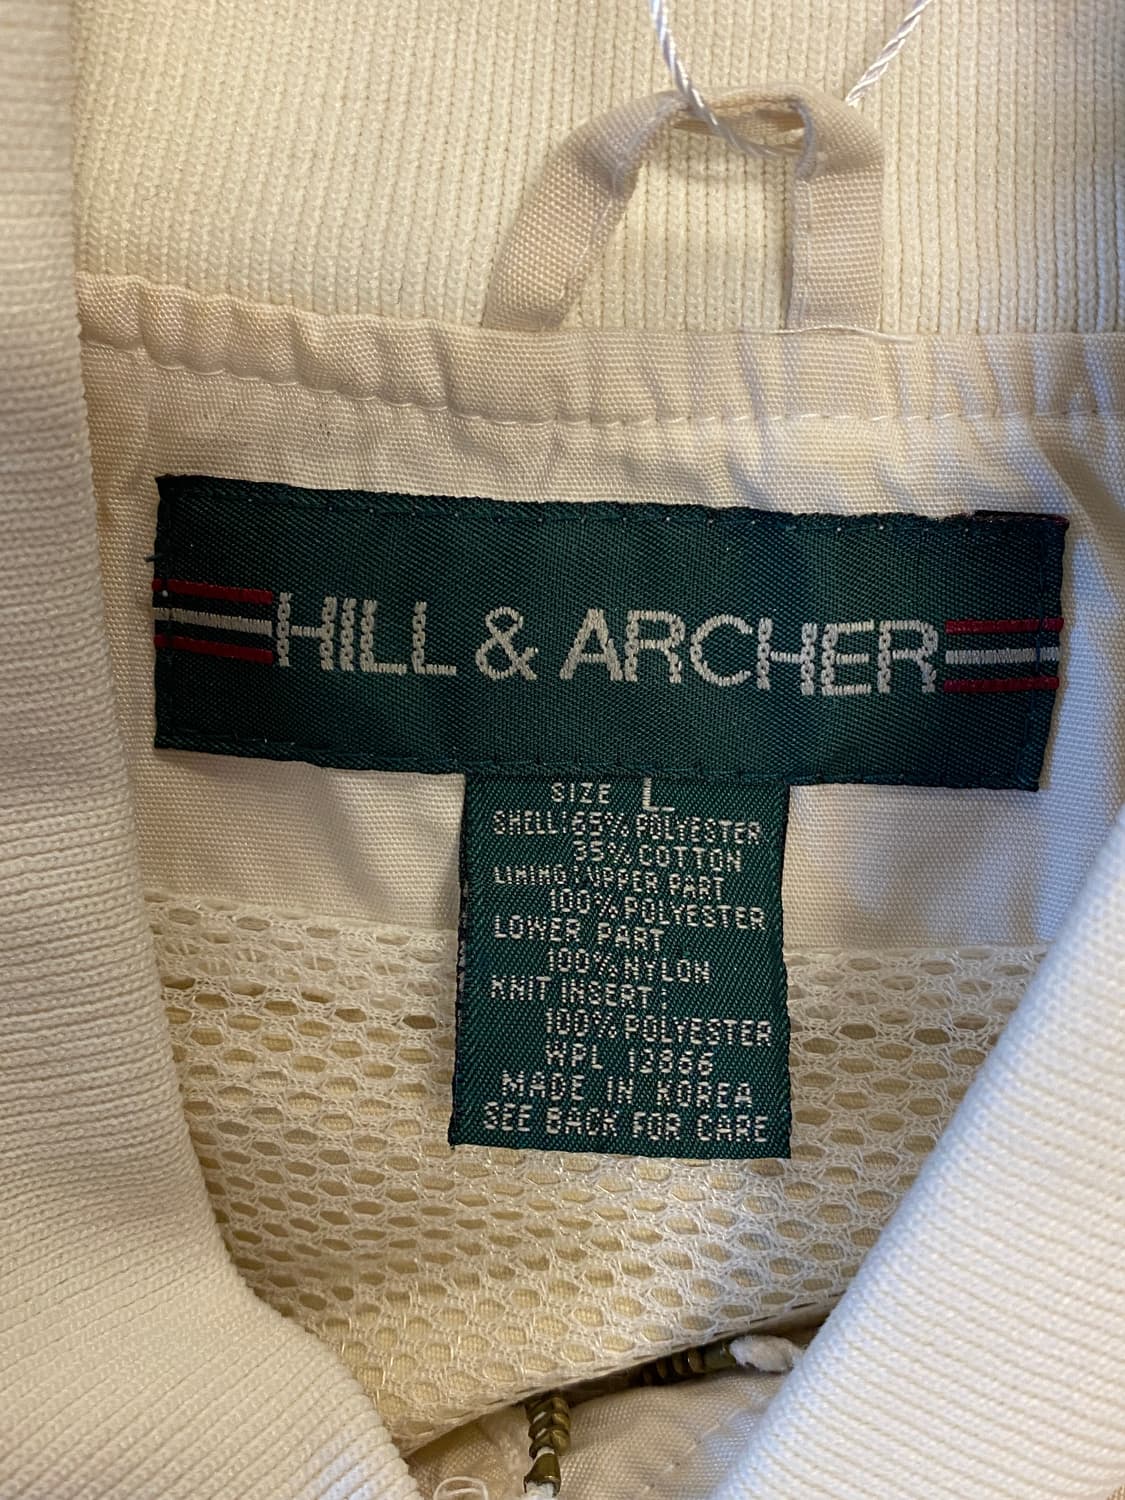 HILL & ARCHER
SIZE L
SHELL: 65% POLYESTER
35% COTTON
LINING: UPPER PART
100% POLYESTER
LOWER PART
100% NYLON
KNIT INSERT:
100% POLYESTER
WPL 13366
MADE IN KOREA
SEE BACK FOR CARE